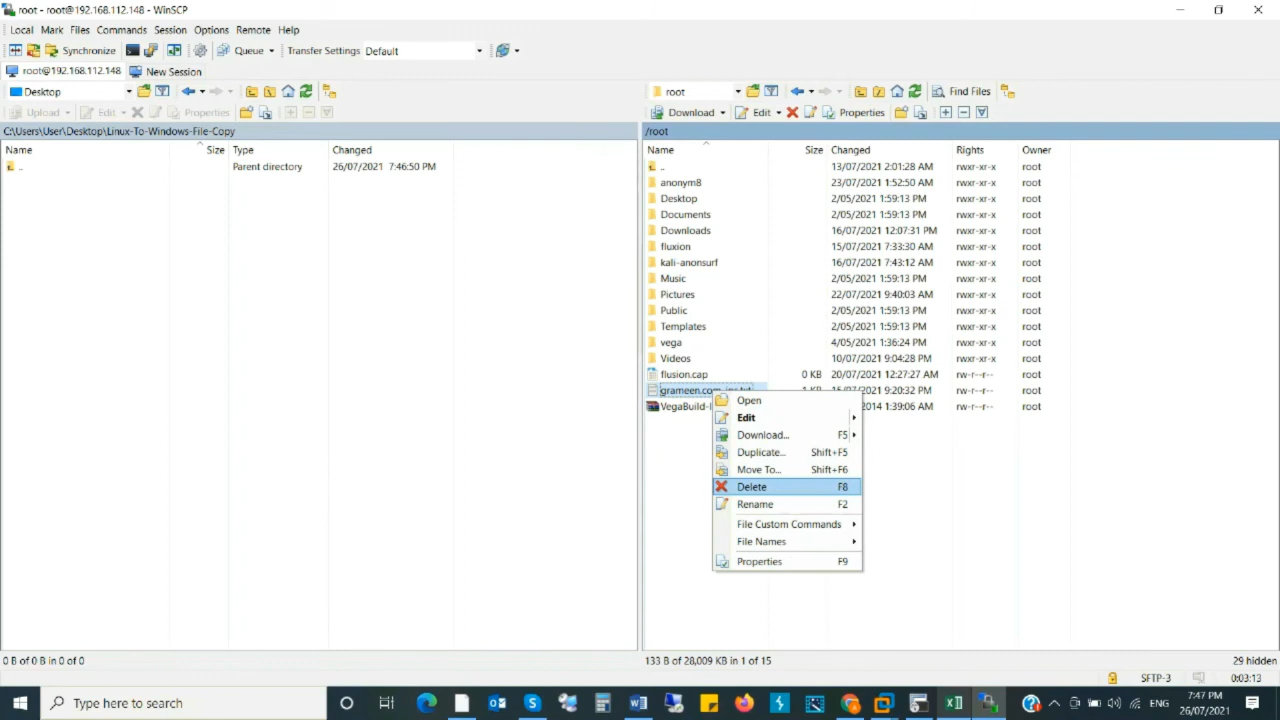 root - root@192.168.112.148 - WinSCP
Local Mark Files Commands Session Options Remote Help
Synchronize Queue Transfer Settings Default
root@192.168.112.148 New Session
Desktop root Find Files
Upload Edit Properties Download Edit Properties
C:\Users\User\Desktop\Linux-To-Windows-File-Copy /root
Name Size Type Changed Name Size Changed Rights Owner
.. Parent directory 26/07/2021 7:46:50 PM .. 13/07/2021 2:01:28 AM rwxr-xr-x root
anonym8 23/07/2021 1:52:50 AM rwxr-xr-x root
Desktop 2/05/2021 1:59:13 PM rwxr-xr-x root
Documents 2/05/2021 1:59:13 PM rwxr-xr-x root
Downloads 16/07/2021 12:07:31 PM rwxr-xr-x root
fluxion 15/07/2021 7:33:30 AM rwxr-xr-x root
kali-anonsurf 16/07/2021 7:43:12 AM rwxr-xr-x root
Music 2/05/2021 1:59:13 PM rwxr-xr-x root
Pictures 22/07/2021 9:40:03 AM rwxr-xr-x root
Public 2/05/2021 1:59:13 PM rwxr-xr-x root
Templates 2/05/2021 1:59:13 PM rwxr-xr-x root
vega 4/05/2021 1:36:24 PM rwxr-xr-x root
Videos 10/07/2021 9:04:28 PM rwxr-xr-x root
flusion.cap 0 KB 20/07/2021 12:27:27 AM rw-r--r-- root
1 KB 15/07/2021 9:20:32 PM rw-r--r-- root
2014 1:39:06 AM rw-r--r-- root
Open
Edit
Download... F5
Duplicate... Shift+F5
Move To... Shift+F6
Delete F8
Rename F2
File Custom Commands
File Names
Properties F9
0 B of 0 B in 0 of 0 133 B of 28,009 KB in 1 of 15 29 hidden
SFTP-3 0:03:13
Type here to search ENG 7:47 PM
26/07/2021